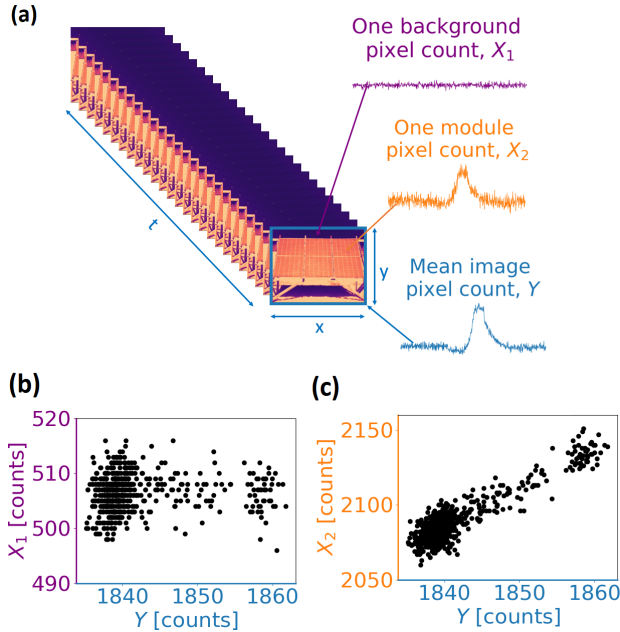 (a)
One background
pixel count, X₁
One module
pixel count, X₂
t
y
x
Mean image
pixel count, Y
(b)
X₁ [counts]
520
510
500
490
1840 1850 1860
Y [counts]
(c)
X₂ [counts]
2150
2100
2050
1840 1850 1860
Y [counts]